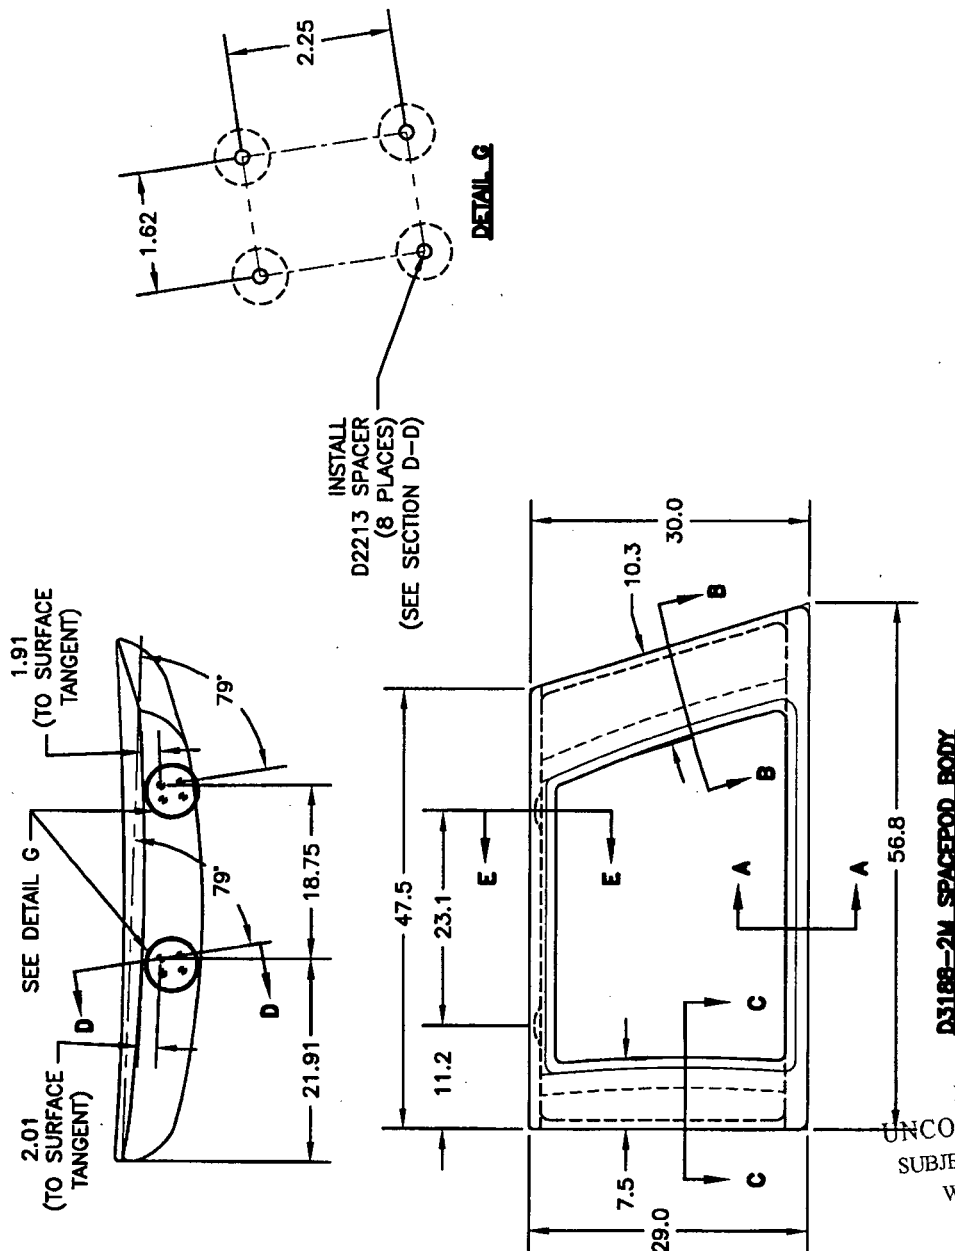 2.25
1.62
DETAIL G
INSTALL
D2213 SPACER
(8 PLACES)
(SEE SECTION D-D)
1.91
(TO SURFACE
TANGENT)
79°
SEE DETAIL G
79°
18.75
D
D
2.01
(TO SURFACE
TANGENT)
21.91
30.0
10.3
B
B
47.5
E
E
23.1
A
A
56.8
11.2
C
C
7.5
29.0
D3188-2M SPACEPOD BODY
UNCO
SUBJE
W